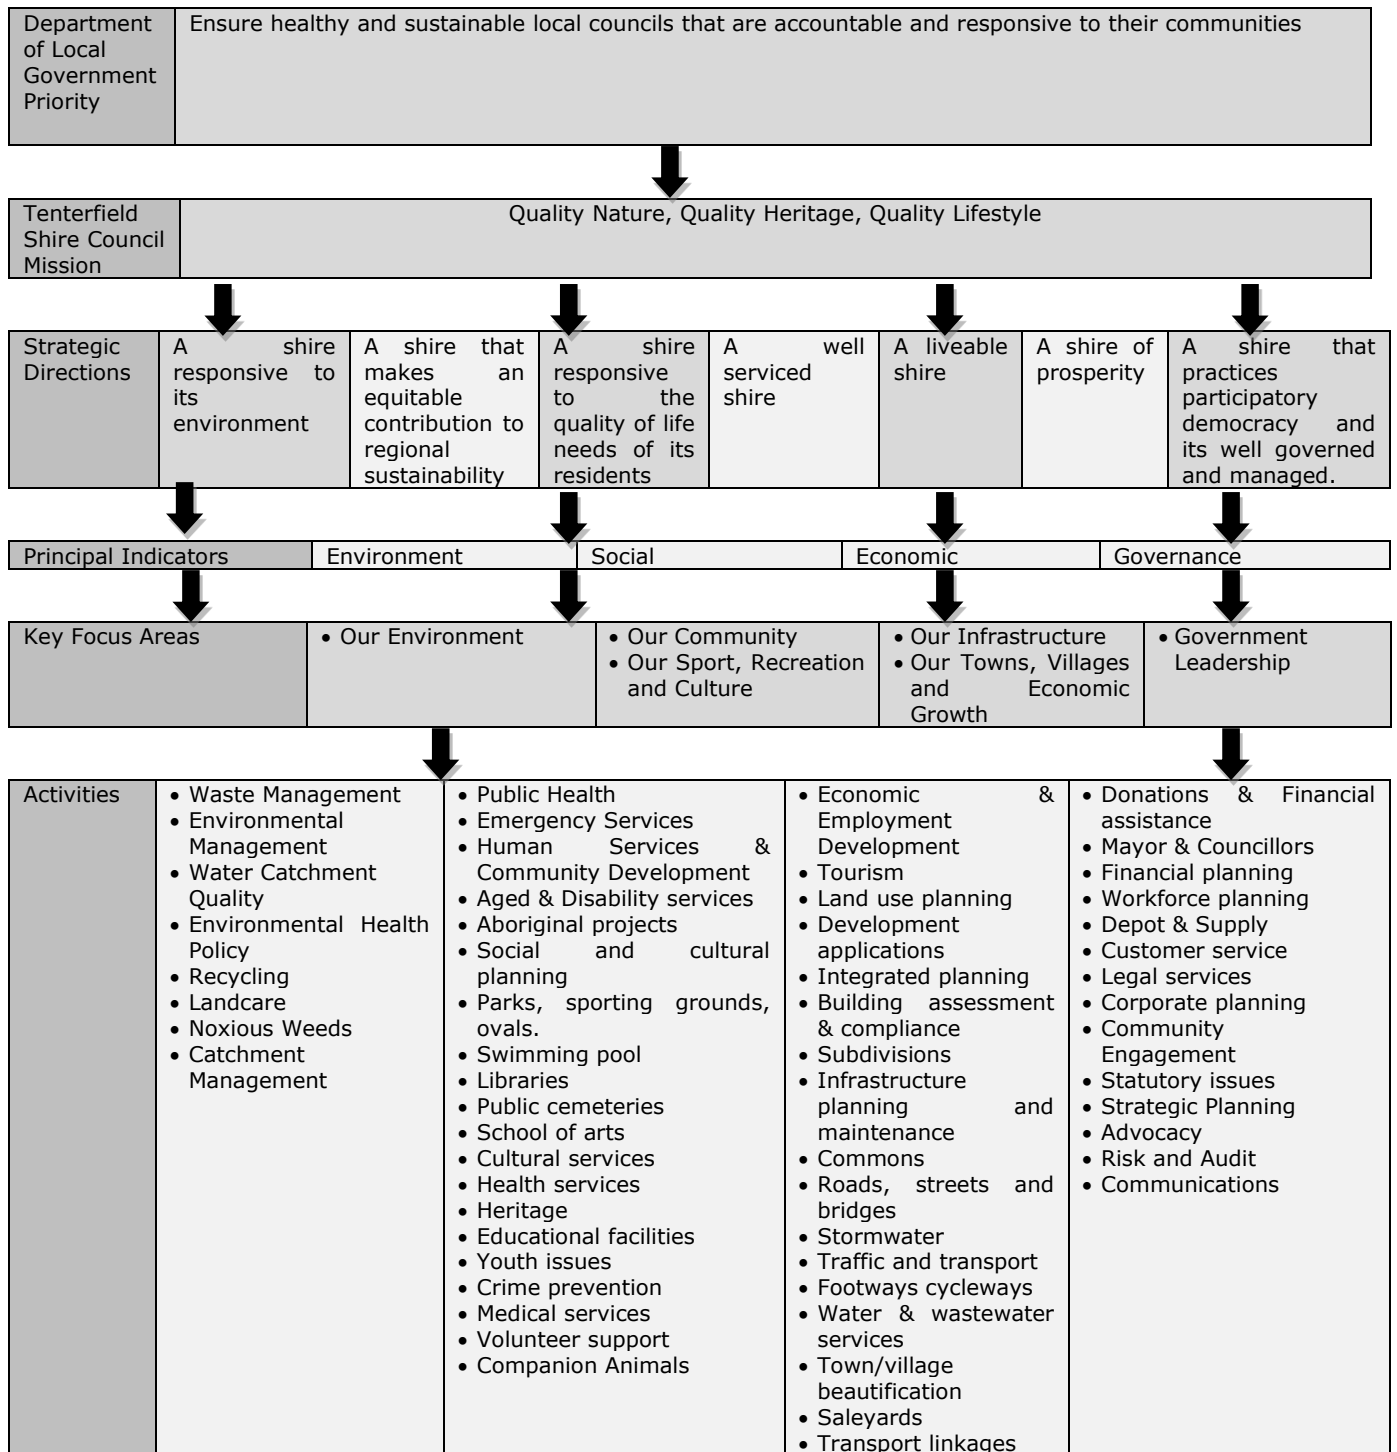 Department
of Local
Government
Priority
Ensure healthy and sustainable local councils that are accountable and responsive to their communities
Tenterfield
Shire Council
Mission
Quality Nature, Quality Heritage, Quality Lifestyle
Strategic
Directions
A shire
responsive to
its
environment
A shire that
makes an
equitable
contribution to
regional
sustainability
A shire
responsive
to the
quality of life
needs of its
residents
A well
serviced
shire
A liveable
shire
A shire of
prosperity
A shire that
practices
participatory
democracy and
its well governed
and managed.
Principal Indicators
Environment
Social
Economic
Governance
Key Focus Areas
• Our Environment
• Our Community
• Our Sport, Recreation
and Culture
• Our Infrastructure
• Our Towns, Villages
and Economic
Growth
• Government
Leadership
Activities
• Waste Management
• Environmental
Management
• Water Catchment
Quality
• Environmental Health
Policy
• Recycling
• Landcare
• Noxious Weeds
• Catchment
Management
• Public Health
• Emergency Services
• Human Services &
Community Development
• Aged & Disability services
• Aboriginal projects
• Social and cultural
planning
• Parks, sporting grounds,
ovals.
• Swimming pool
• Libraries
• Public cemeteries
• School of arts
• Cultural services
• Health services
• Heritage
• Educational facilities
• Youth issues
• Crime prevention
• Medical services
• Volunteer support
• Companion Animals
• Economic &
Employment
Development
• Tourism
• Land use planning
• Development
applications
• Integrated planning
• Building assessment
& compliance
• Subdivisions
• Infrastructure
planning and
maintenance
• Commons
• Roads, streets and
bridges
• Stormwater
• Traffic and transport
• Footways cycleways
• Water & wastewater
services
• Town/village
beautification
• Saleyards
• Transport linkages
• Donations & Financial
assistance
• Mayor & Councillors
• Financial planning
• Workforce planning
• Depot & Supply
• Customer service
• Legal services
• Corporate planning
• Community
Engagement
• Statutory issues
• Strategic Planning
• Advocacy
• Risk and Audit
• Communications